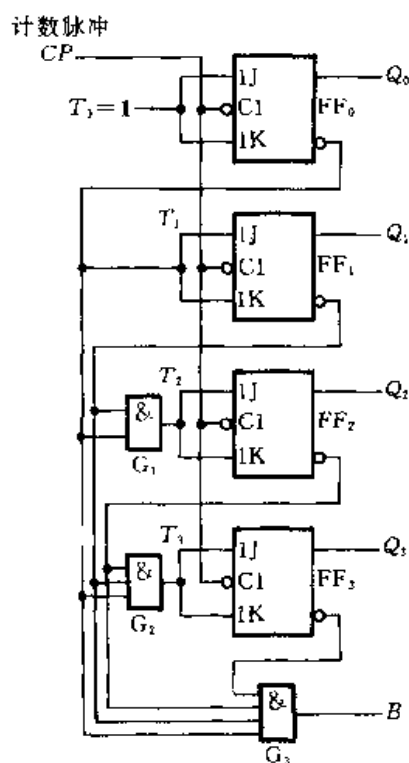 计数脉冲
CP
1J
Q₀
T₀=1
C1
FF₀
1K
T₁
1J
Q₁
C1
FF₁
1K
T₂
1J
Q₂
&
C1
FF₂
G₁
1K
T₃
1J
Q₃
&
C1
FF₃
G₂
1K
&
B
G₃